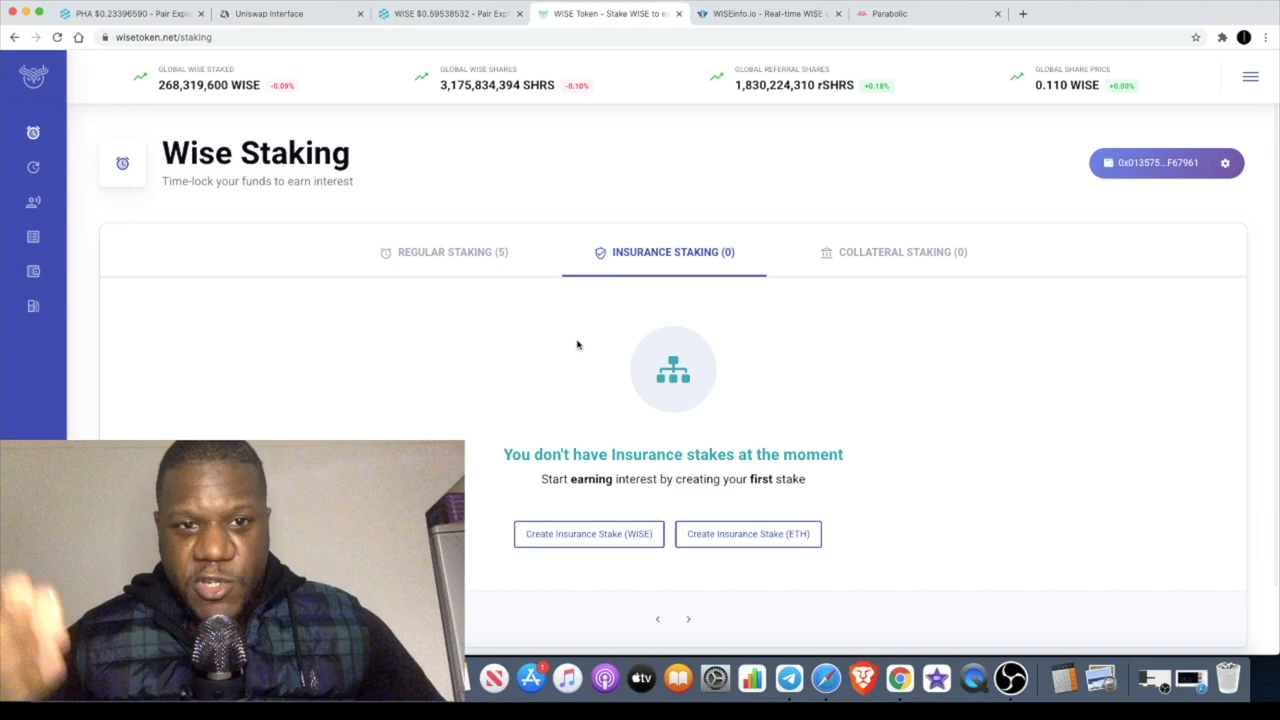 PHA $0.23396590 - Pair Explo
Uniswap Interface
WISE $0.59538532 - Pair Exp
WISE Token - Stake WISE to ea
WISEinfo.io - Real-time WISE
Parabolic
wisetoken.net/staking
GLOBAL WISE STAKED
268,319,600 WISE -0.09%
GLOBAL WISE SHARES
3,175,834,394 SHRS -0.10%
GLOBAL REFERRAL SHARES
1,830,224,310 rSHRS +0.18%
GLOBAL SHARE PRICE
0.110 WISE +0.00%
Wise Staking
Time-lock your funds to earn interest
0x013575...F67961
REGULAR STAKING (5)
INSURANCE STAKING (0)
COLLATERAL STAKING (0)
You don't have Insurance stakes at the moment
Start earning interest by creating your first stake
Create Insurance Stake (WISE)
Create Insurance Stake (ETH)
1
tv